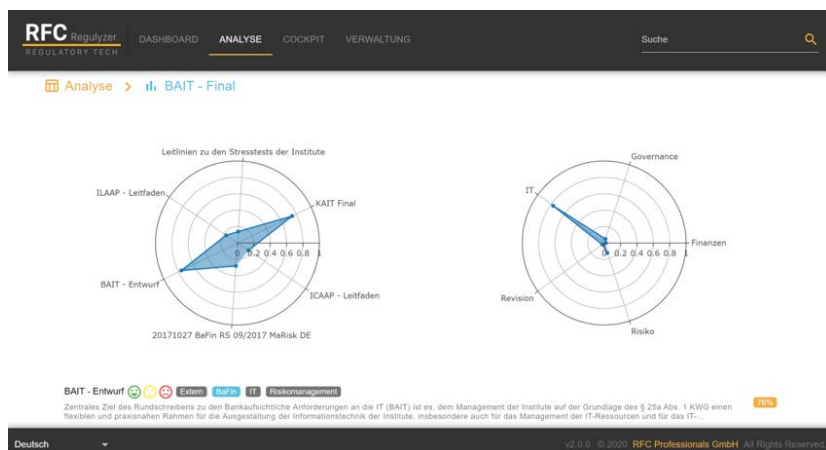 RFC Regulyzer
REGULATORY TECH
DASHBOARD ANALYSE COCKPIT VERWALTUNG
Suche
Analyse > BAIT - Final
Leitlinien zu den Stresstests der Institute
ILAAP - Leitfaden
KAIT Final
0 0.2 0.4 0.6 0.8 1
BAIT - Entwurf
ICAAP - Leitfaden
20171027 BaFin RS 09/2017 MaRisk DE
Governance
IT
0 0.2 0.4 0.6 0.8 1
Finanzen
Revision
Risiko
BAIT - Entwurf Extern BaFin IT Risikomanagement
76%
Zentrales Ziel des Rundschreibens zu den Bankaufsichtliche Anforderungen an die IT (BAIT) ist es, dem Management der Institute auf der Grundlage des § 25a Abs. 1 KWG einen
flexiblen und praxisnahen Rahmen für die Ausgestaltung der Informationstechnik der Institute, insbesondere auch für das Management der IT-Ressourcen und für das IT-...
Deutsch
v2.0.0 © 2020 RFC Professionals GmbH All Rights Reserved.